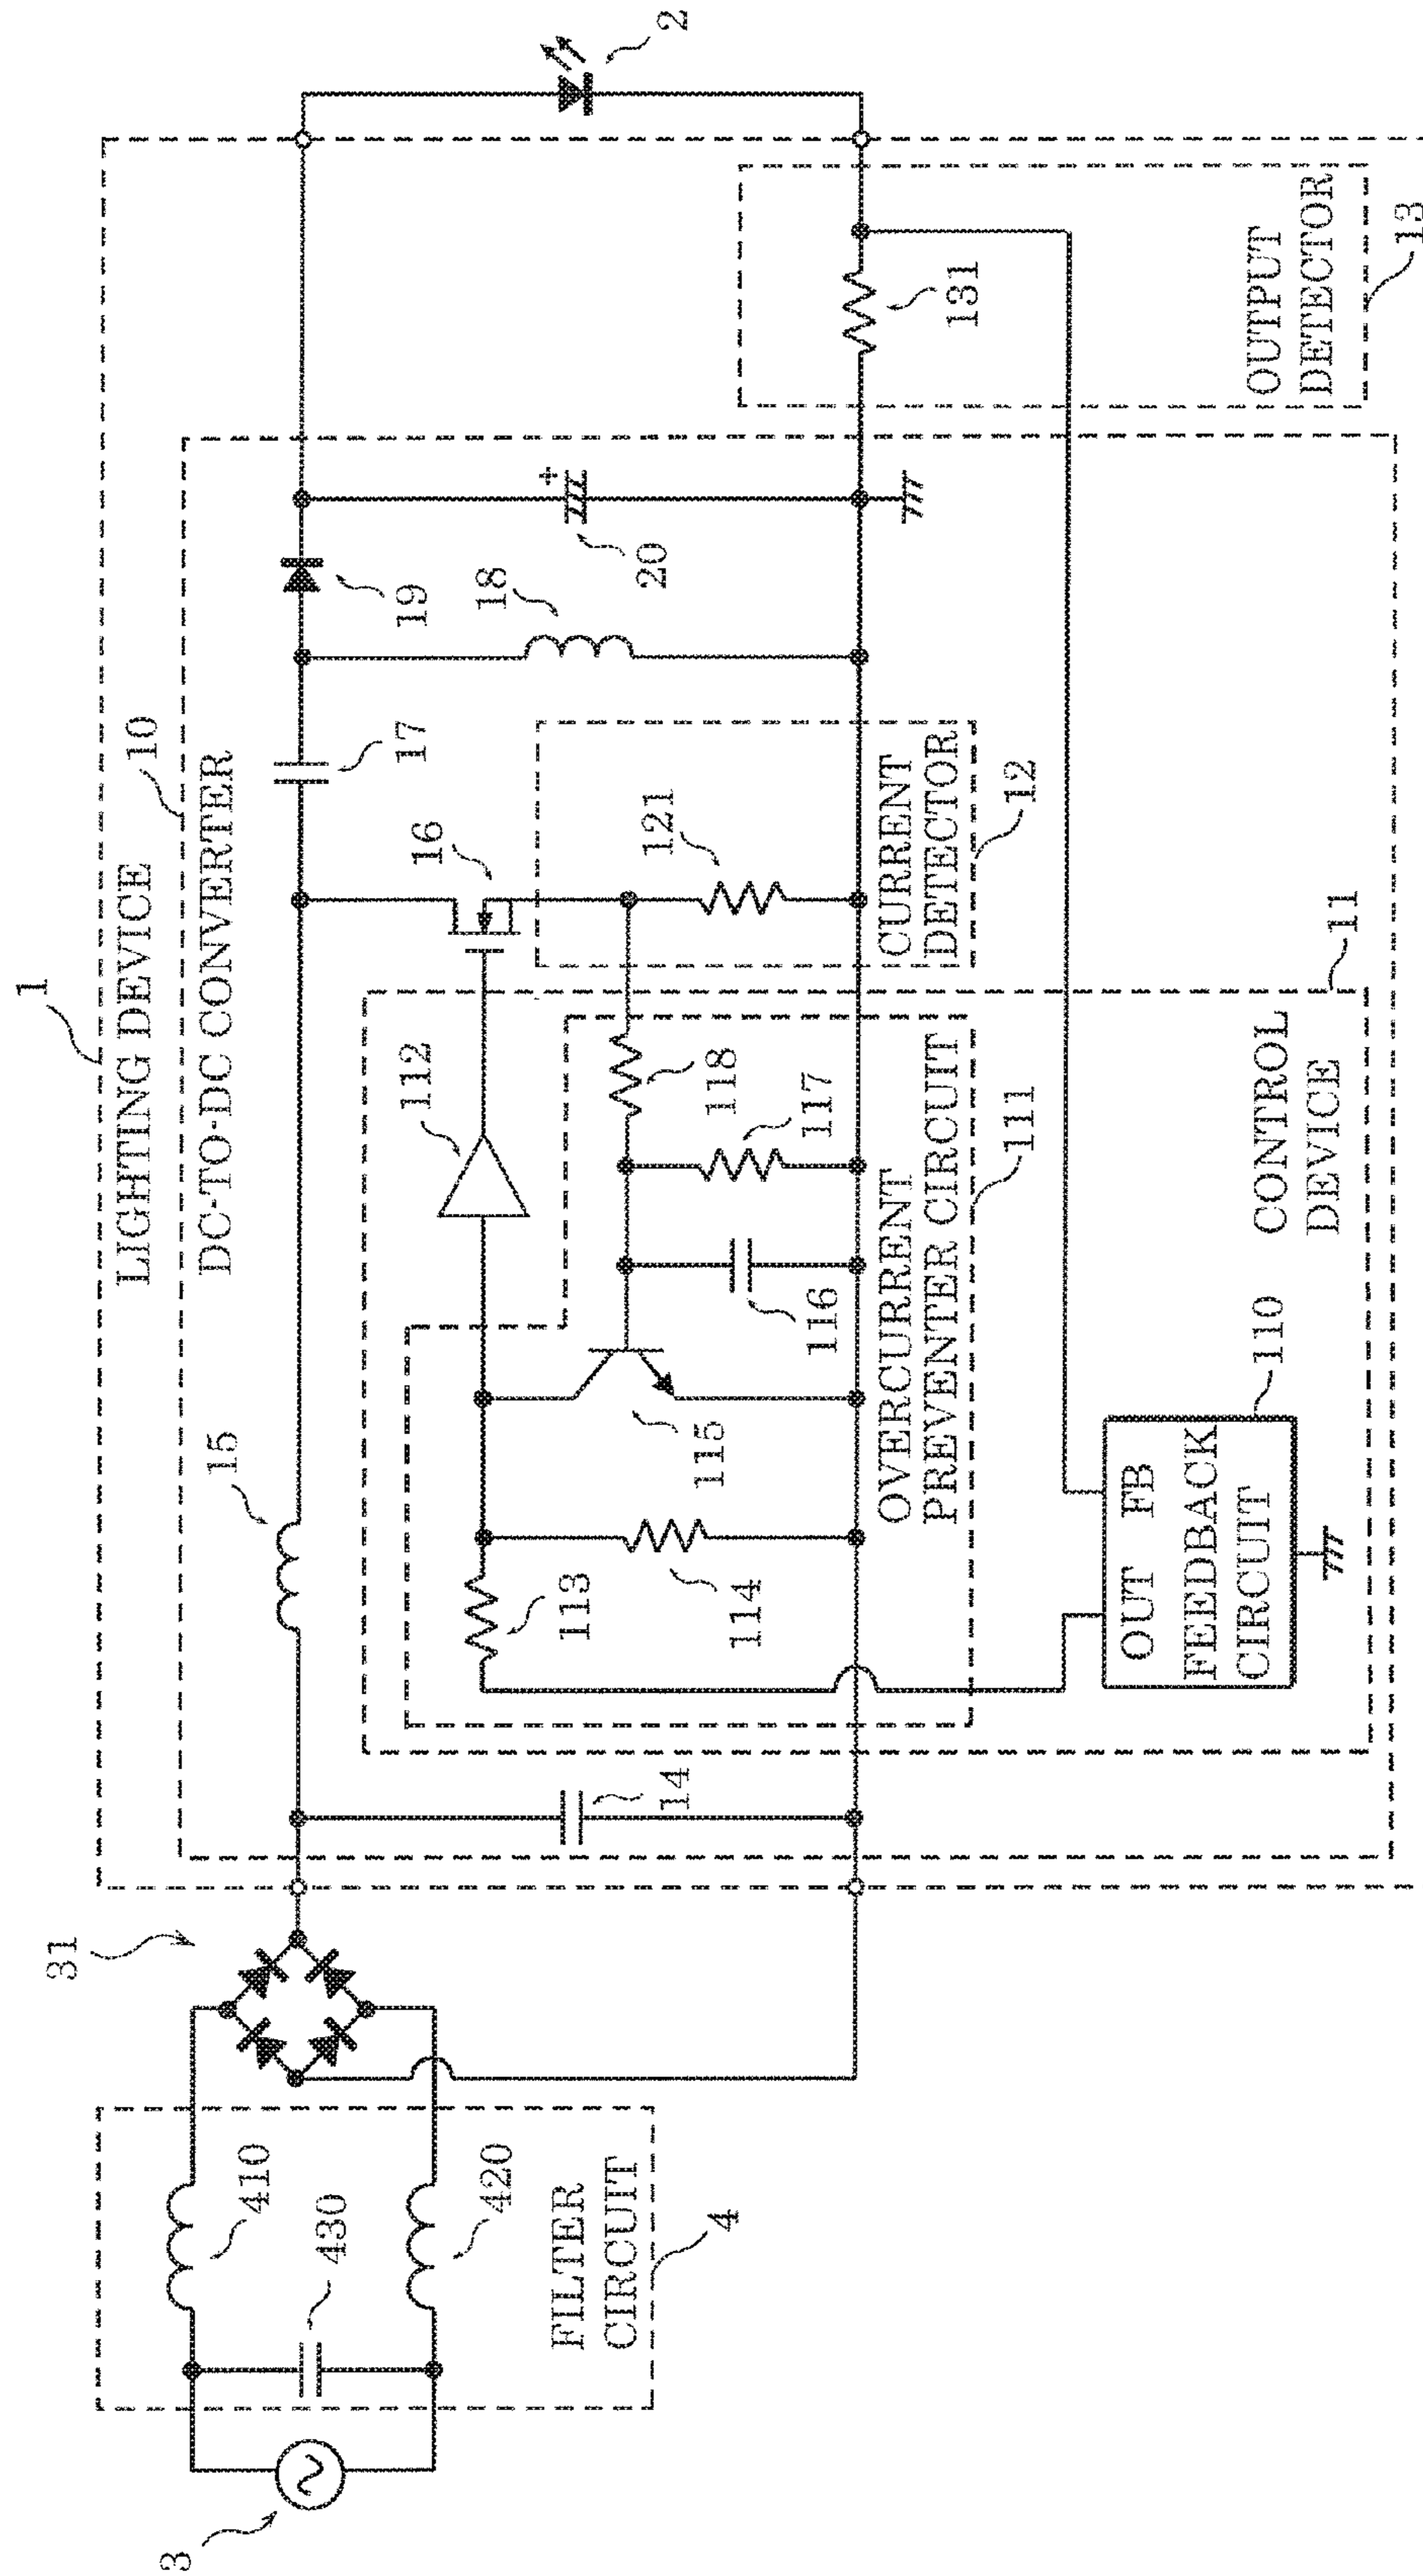 1
LIGHTING DEVICE
10
DC-TO-DC CONVERTER
15
17
19
18
20
2
16
112
121
CURRENT
DETECTOR
12
131
OUTPUT
DETECTOR
13
113
114
115
116
117
118
OVERCURRENT
PREVENTER CIRCUIT
111
11
CONTROL
DEVICE
110
OUT FB
FEEDBACK
CIRCUIT
14
31
410
430
420
FILTER
CIRCUIT
4
3